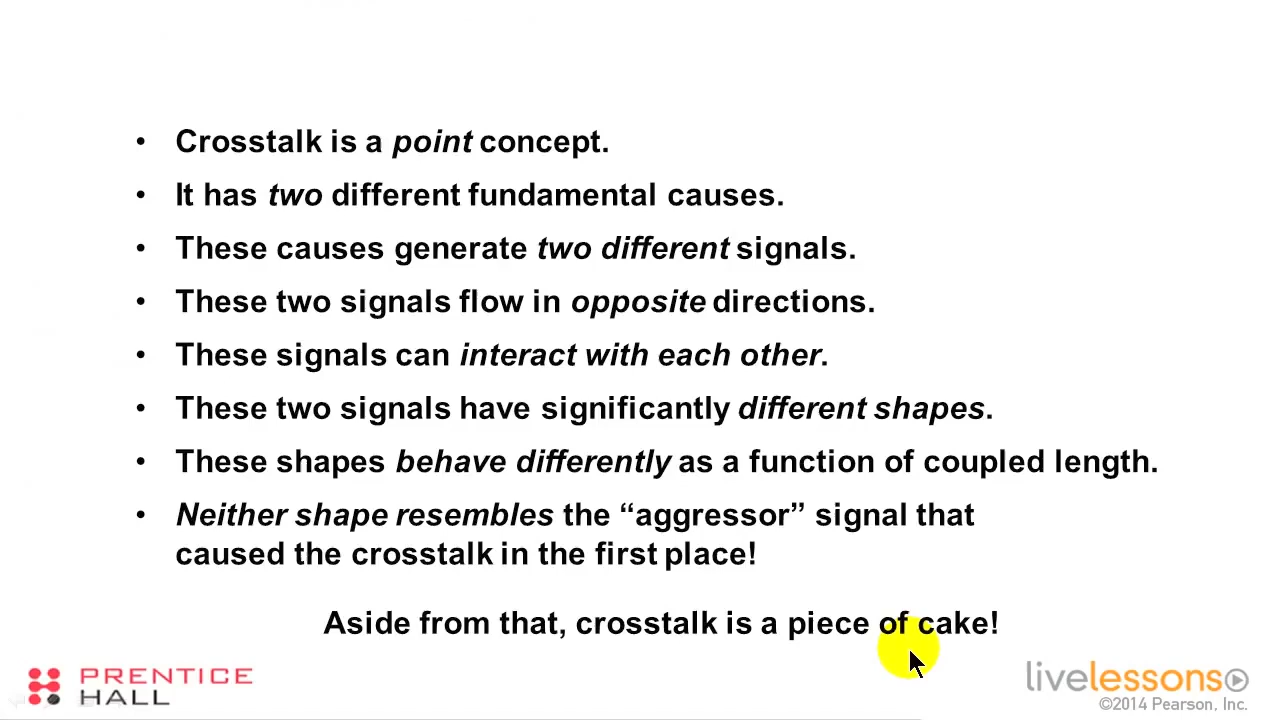 • Crosstalk is a point concept.
• It has two different fundamental causes.
• These causes generate two different signals.
• These two signals flow in opposite directions.
• These signals can interact with each other.
• These two signals have significantly different shapes.
• These shapes behave differently as a function of coupled length.
• Neither shape resembles the “aggressor” signal that
caused the crosstalk in the first place!
Aside from that, crosstalk is a piece of cake!
PRENTICE
HALL
livelessons
©2014 Pearson, Inc.